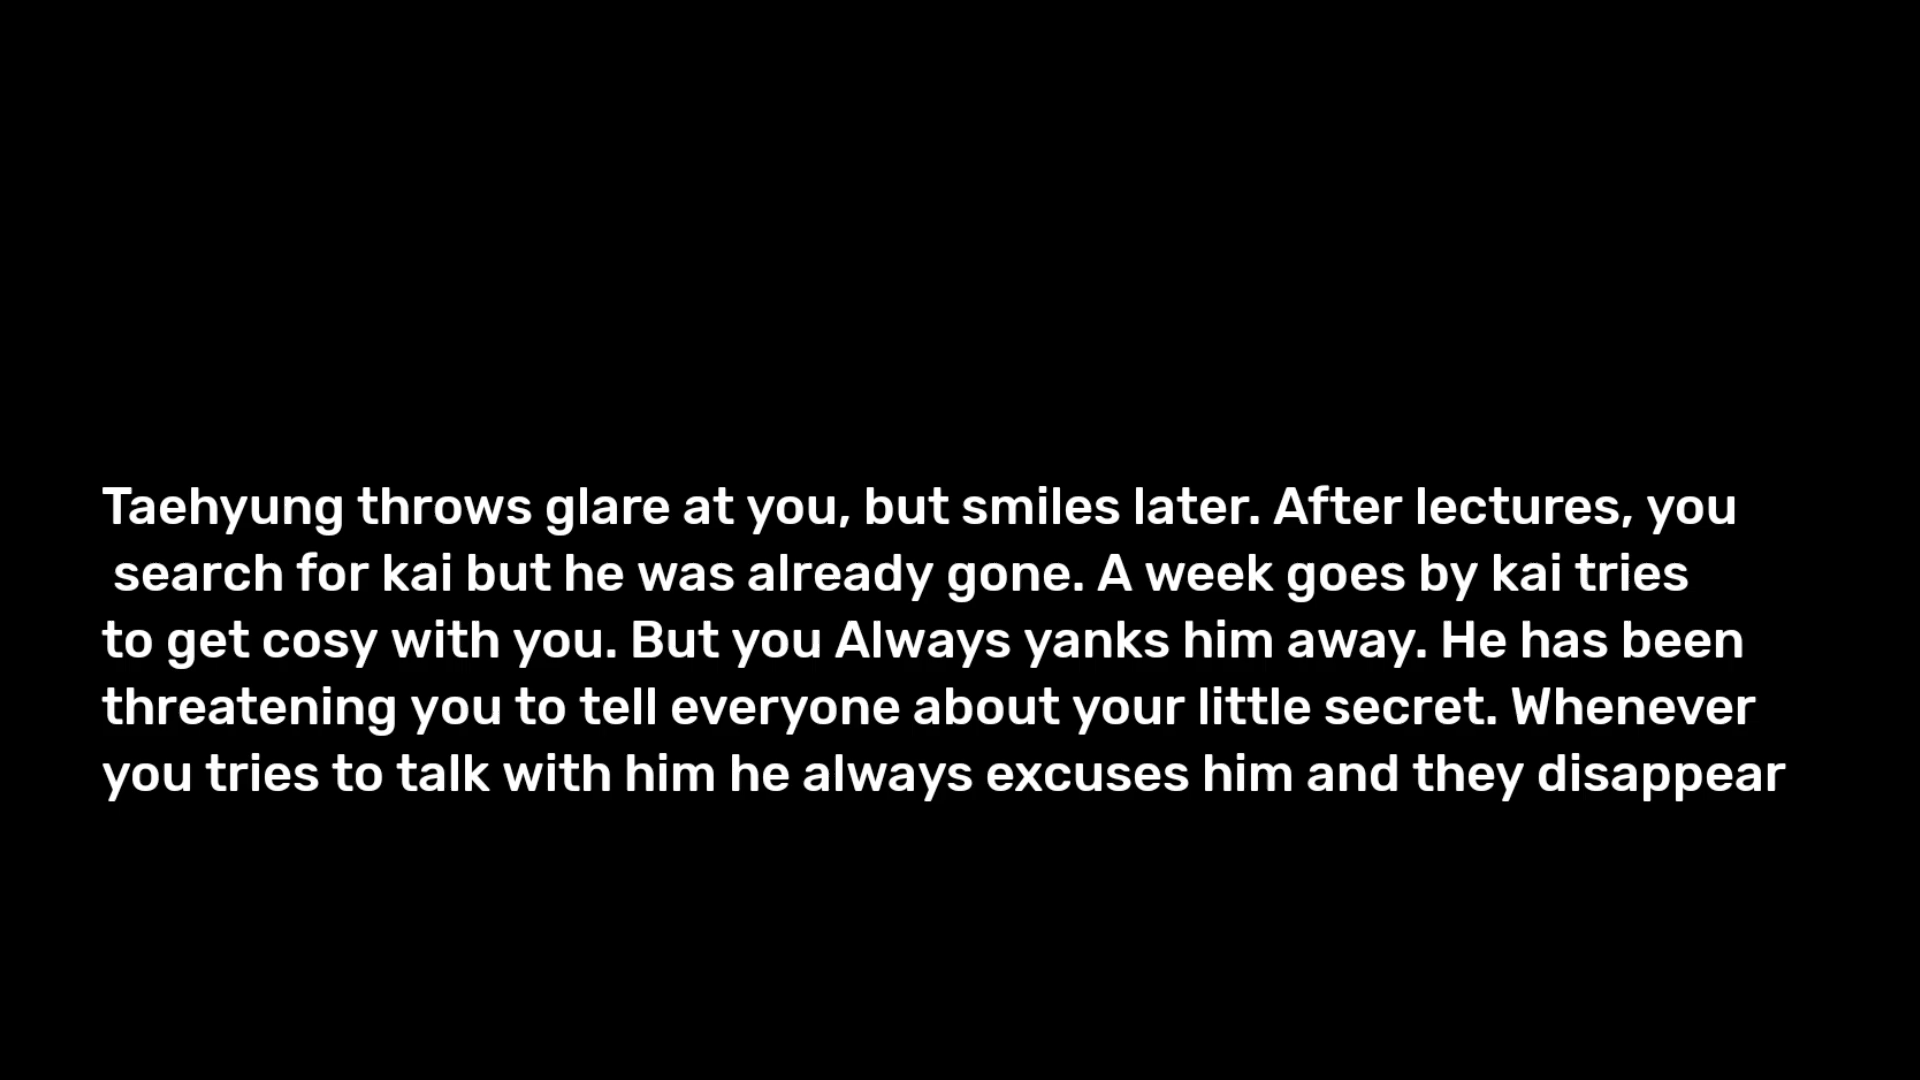 Taehyung throws glare at you, but smiles later. After lectures, you
search for kai but he was already gone. A week goes by kai tries
to get cosy with you. But you Always yanks him away. He has been
threatening you to tell everyone about your little secret. Whenever
you tries to talk with him he always excuses him and they disappear